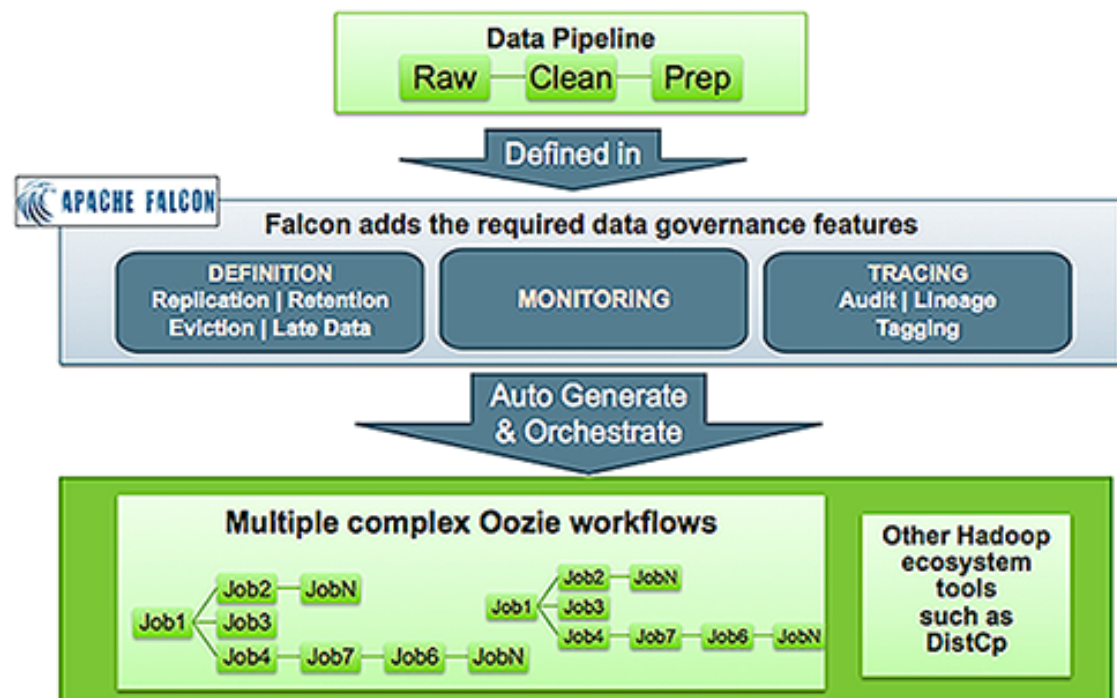 Data Pipeline
Raw Clean Prep
Defined in
APACHE FALCON
Falcon adds the required data governance features
DEFINITION
Replication | Retention
Eviction | Late Data
MONITORING
TRACING
Audit | Lineage
Tagging
Auto Generate
& Orchestrate
Multiple complex Oozie workflows
Job1
Job2 JobN
Job3
Job4 Job7 Job6 JobN
Job1
Job2 JobN
Job3
Job4 Job7 Job6 JobN
Other Hadoop
ecosystem
tools
such as
DistCp